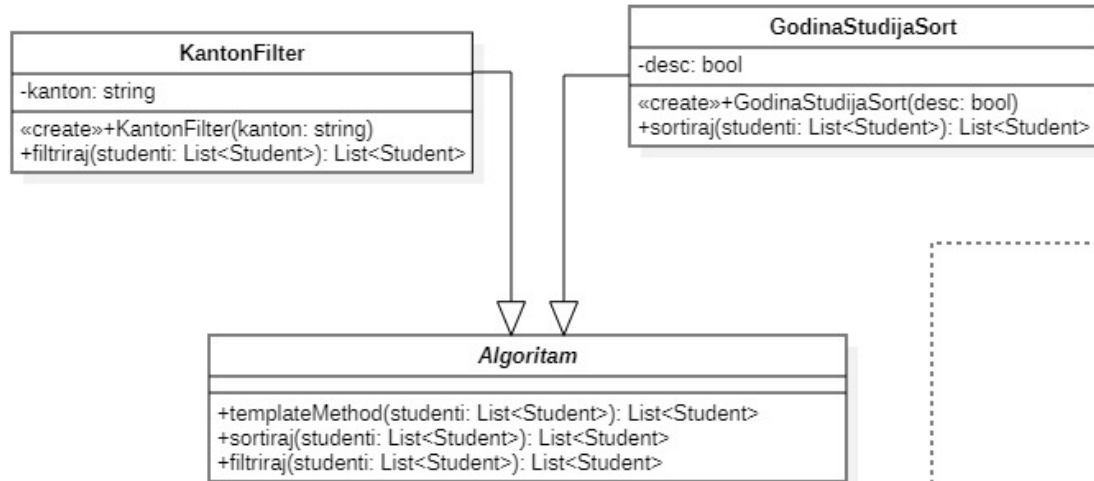 KantonFilter
-kanton: string
«create»+KantonFilter(kanton: string)
+filtriraj(studenti: List<Student>): List<Student>
GodinaStudijaSort
-desc: bool
«create»+GodinaStudijaSort(desc: bool)
+sortiraj(studenti: List<Student>): List<Student>
Algoritam
+templateMethod(studenti: List<Student>): List<Student>
+sortiraj(studenti: List<Student>): List<Student>
+filtriraj(studenti: List<Student>): List<Student>